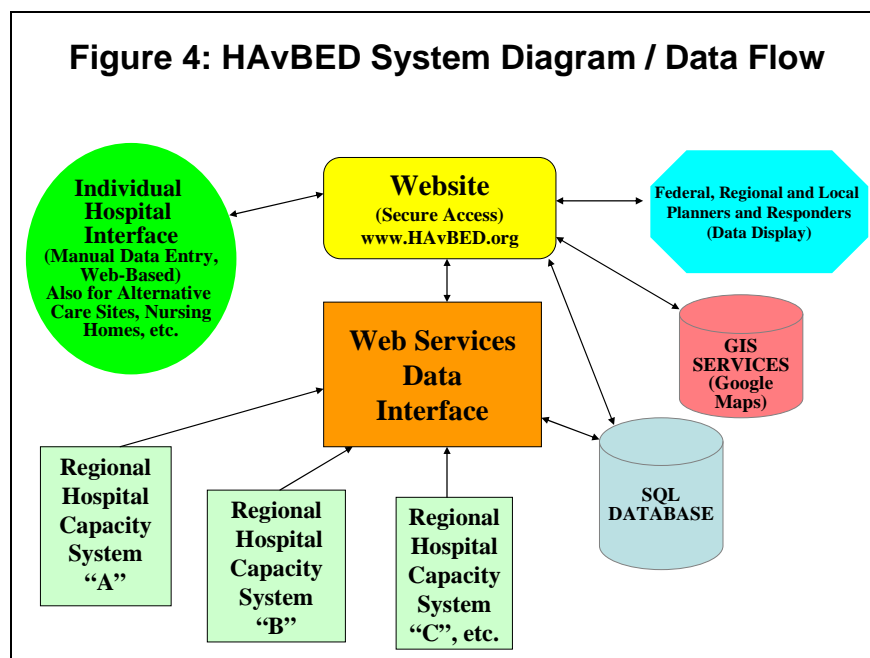 Figure 4: HAvBED System Diagram / Data Flow
Individual
Hospital
Interface
(Manual Data Entry,
Web-Based)
Also for Alternative
Care Sites, Nursing
Homes, etc.
Website
(Secure Access)
www.HAvBED.org
Federal, Regional and Local
Planners and Responders
(Data Display)
Web Services
Data
Interface
GIS
SERVICES
(Google
Maps)
SQL
DATABASE
Regional
Hospital
Capacity
System
“A”
Regional
Hospital
Capacity
System
“B”
Regional
Hospital
Capacity
System
“C”, etc.